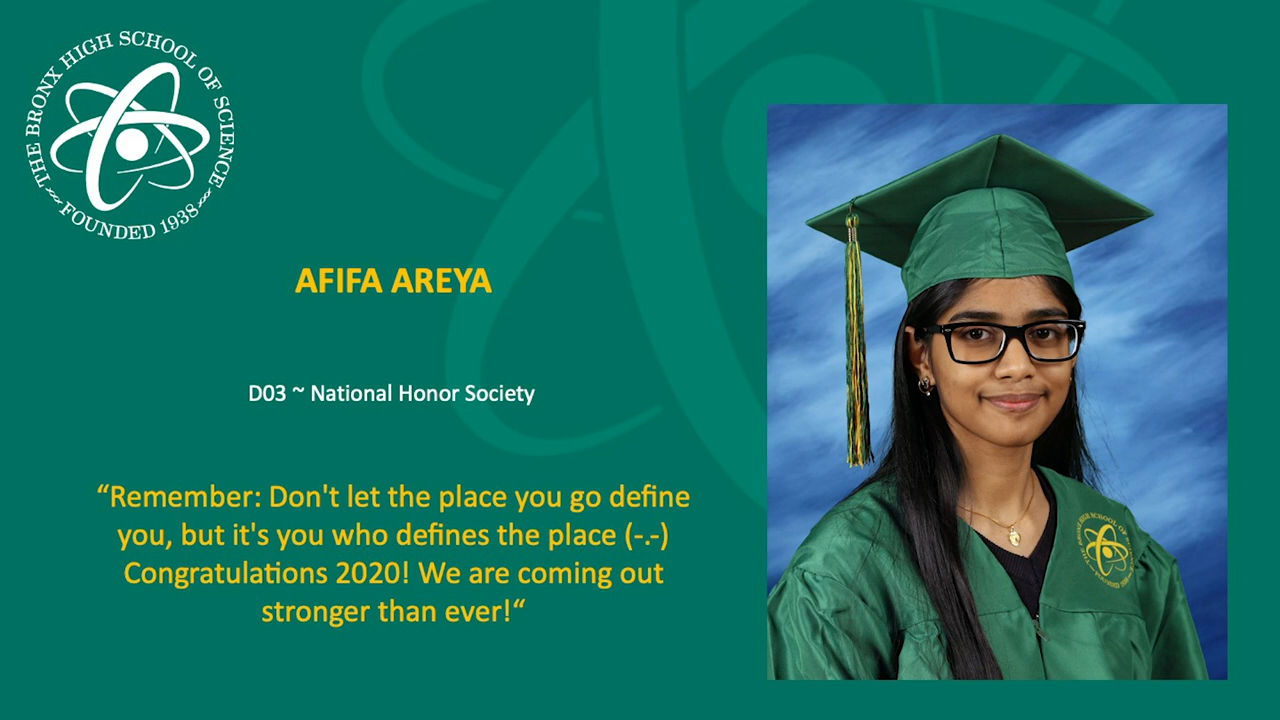 THE BRONX HIGH SCHOOL OF SCIENCE
FOUNDED 1938
AFIFA AREYA
D03 ~ National Honor Society
“Remember: Don't let the place you go define
you, but it's you who defines the place (-.-)
Congratulations 2020! We are coming out
stronger than ever!“